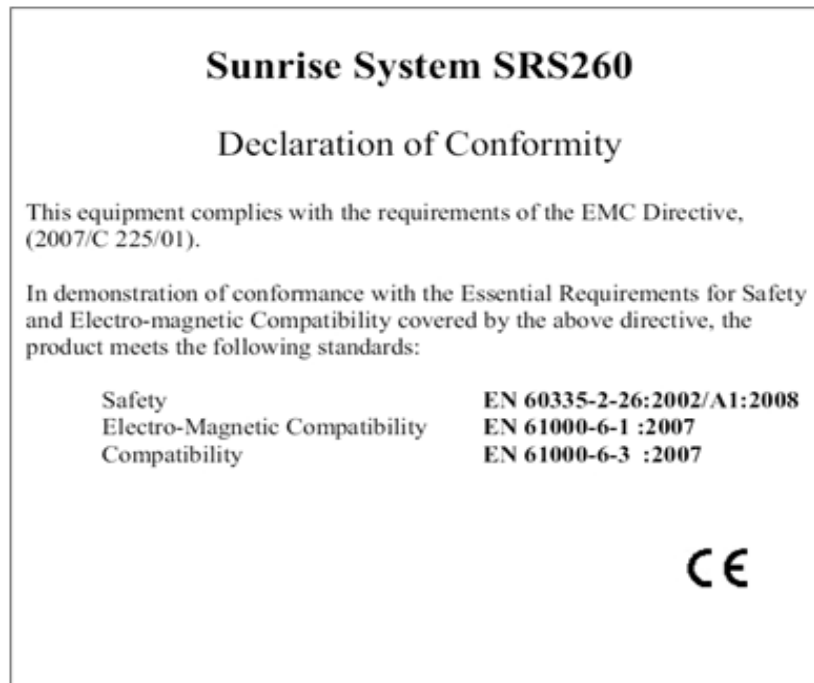 Sunrise System SRS260
Declaration of Conformity
This equipment complies with the requirements of the EMC Directive,
(2007/C 225/01).
In demonstration of conformance with the Essential Requirements for Safety
and Electro-magnetic Compatibility covered by the above directive, the
product meets the following standards:
Safety EN 60335-2-26:2002/A1:2008
Electro-Magnetic Compatibility EN 61000-6-1 :2007
Compatibility EN 61000-6-3 :2007
CE